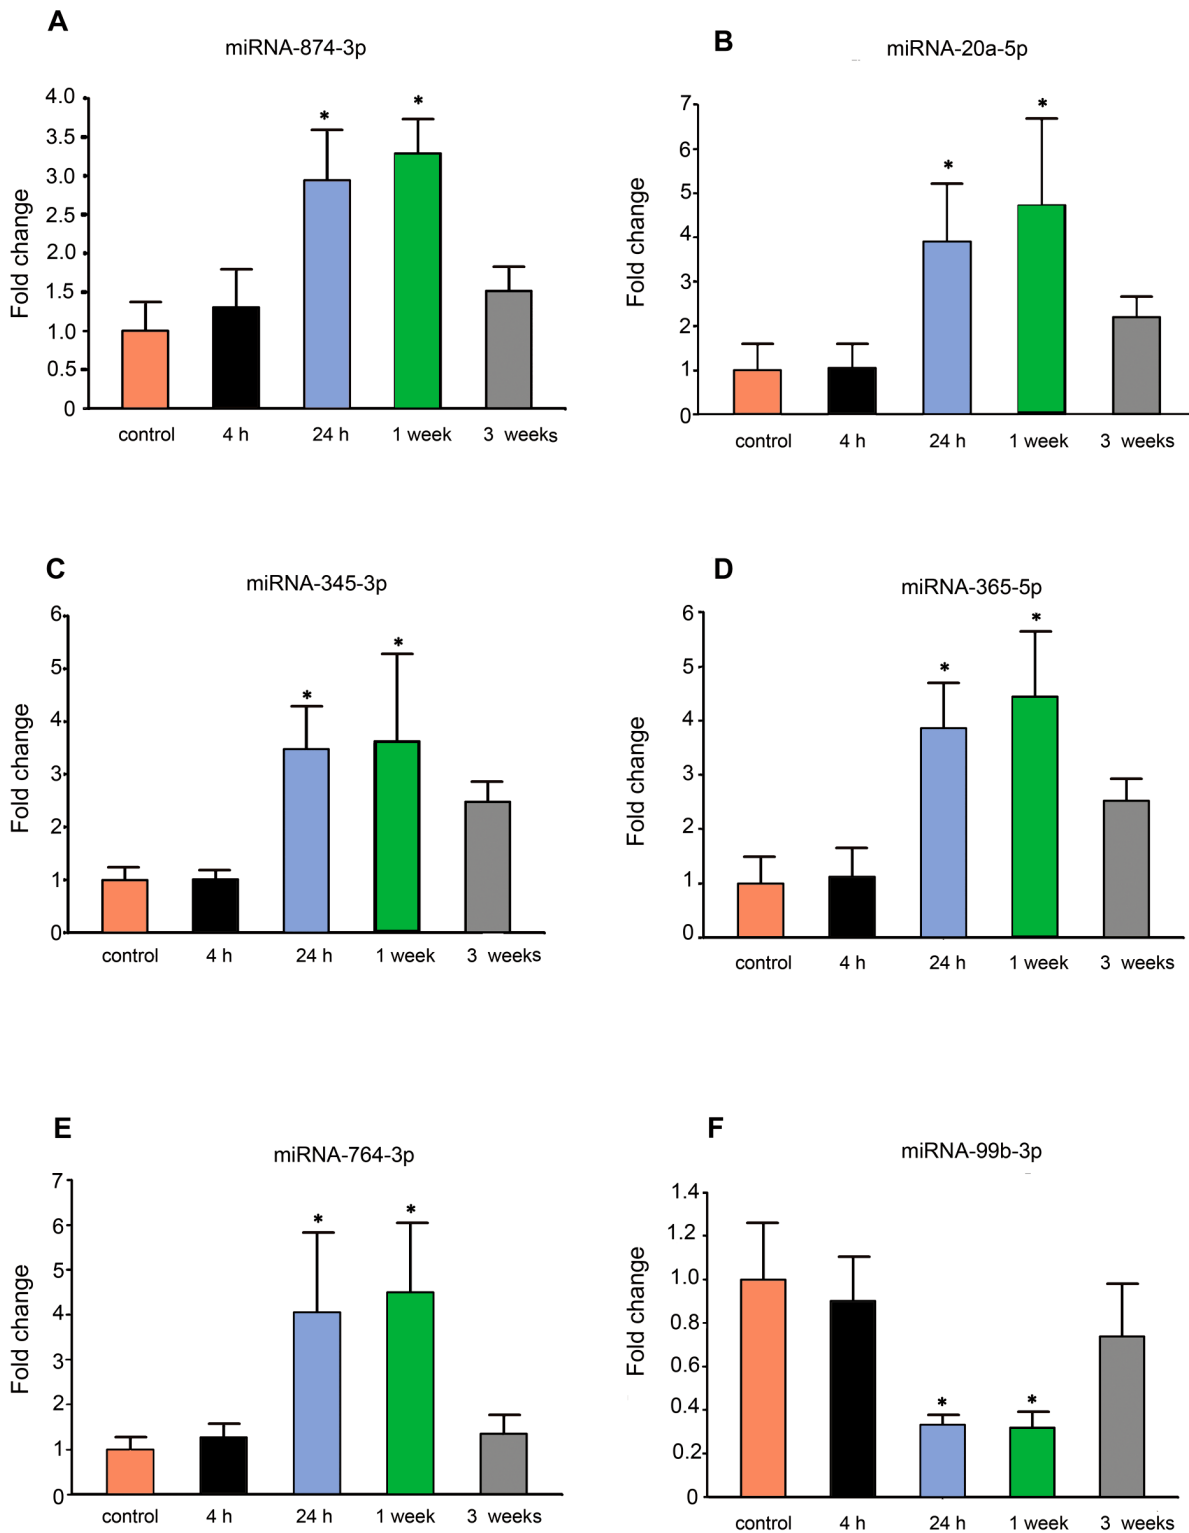 A
miRNA-874-3p
Fold change
4.0
3.5
3.0
2.5
2.0
1.5
1.0
0.5
0
*
*
control 4 h 24 h 1 week 3 weeks
B
miRNA-20a-5p
Fold change
7
6
5
4
3
2
1
0
*
*
control 4 h 24 h 1 week 3 weeks
C
miRNA-345-3p
Fold change
6
5
4
3
2
1
0
*
*
control 4 h 24 h 1 week 3 weeks
D
miRNA-365-5p
Fold change
6
5
4
3
2
1
0
*
*
control 4 h 24 h 1 week 3 weeks
E
miRNA-764-3p
Fold change
7
6
5
4
3
2
1
0
*
*
control 4 h 24 h 1 week 3 weeks
F
miRNA-99b-3p
Fold change
1.4
1.2
1.0
0.8
0.6
0.4
0.2
0
*
*
control 4 h 24 h 1 week 3 weeks